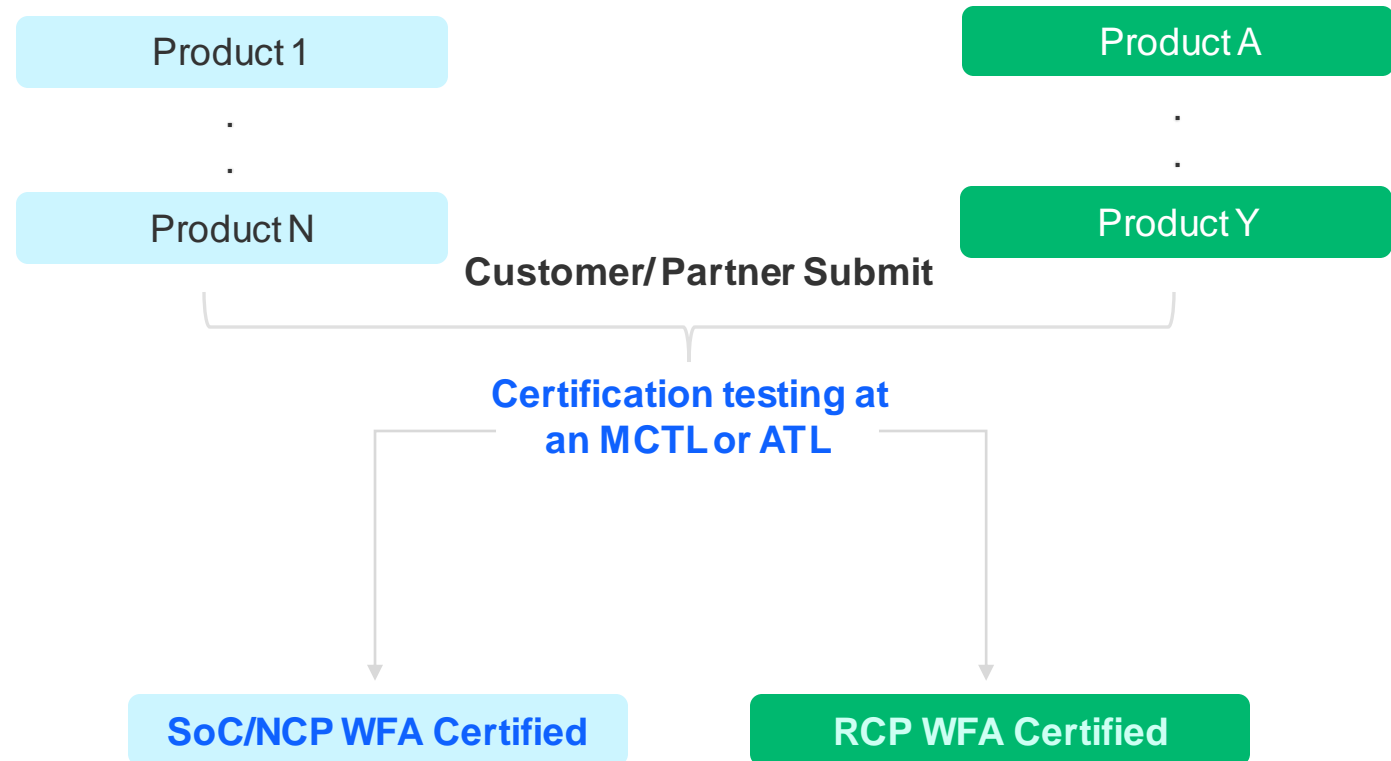 Product 1
Product A
.
.
.
.
Product N
Product Y
Customer/ Partner Submit
Certification testing at
an MCTL or ATL
SoC/NCP WFA Certified
RCP WFA Certified